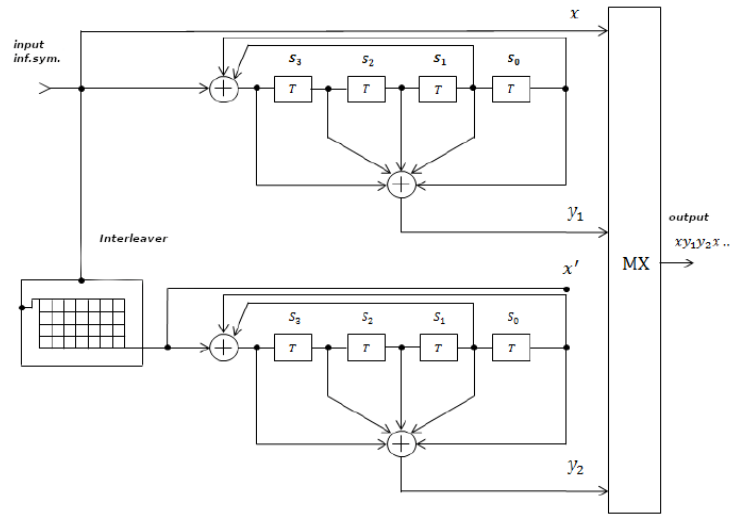 x
input
inf.sym.
S₃ S₂ S₁ S₀
T T T T
y₁
output
Interleaver
xy₁y₂x ..
MX
x'
S₃ S₂ S₁ S₀
T T T T
y₂